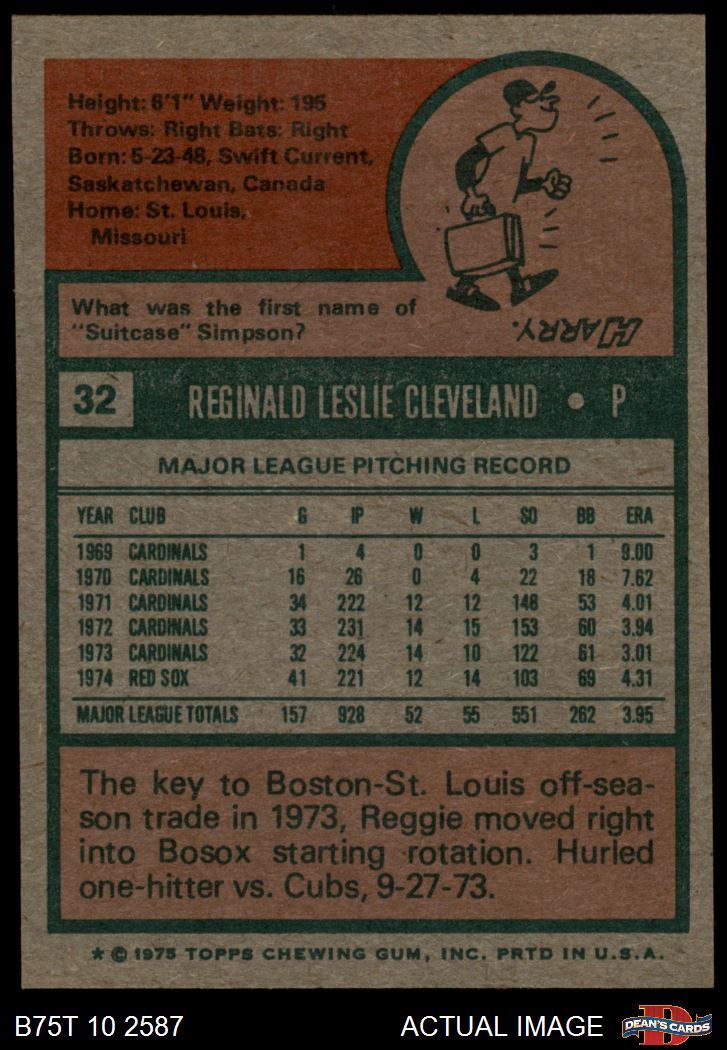 Height: 6'1" Weight: 195
Throws: Right Bats: Right
Born: 5-23-48, Swift Current,
Saskatchewan, Canada
Home: St. Louis,
Missouri
What was the first name of
"Suitcase" Simpson?
HARRY.
32 REGINALD LESLIE CLEVELAND • P
MAJOR LEAGUE PITCHING RECORD
YEAR CLUB G IP W L SO BB ERA
1969 CARDINALS 1 4 0 0 3 1 9.00
1970 CARDINALS 16 26 0 4 22 18 7.62
1971 CARDINALS 34 222 12 12 148 53 4.01
1972 CARDINALS 33 231 14 15 153 60 3.94
1973 CARDINALS 32 224 14 10 122 61 3.01
1974 RED SOX 41 221 12 14 103 69 4.31
MAJOR LEAGUE TOTALS 157 928 52 55 551 262 3.95
The key to Boston-St. Louis off-sea-
son trade in 1973, Reggie moved right
into Bosox starting rotation. Hurled
one-hitter vs. Cubs, 9-27-73.
* © 1975 TOPPS CHEWING GUM, INC. PRTD IN U.S.A.
B75T 10 2587 ACTUAL IMAGE D DEAN'S CARDS